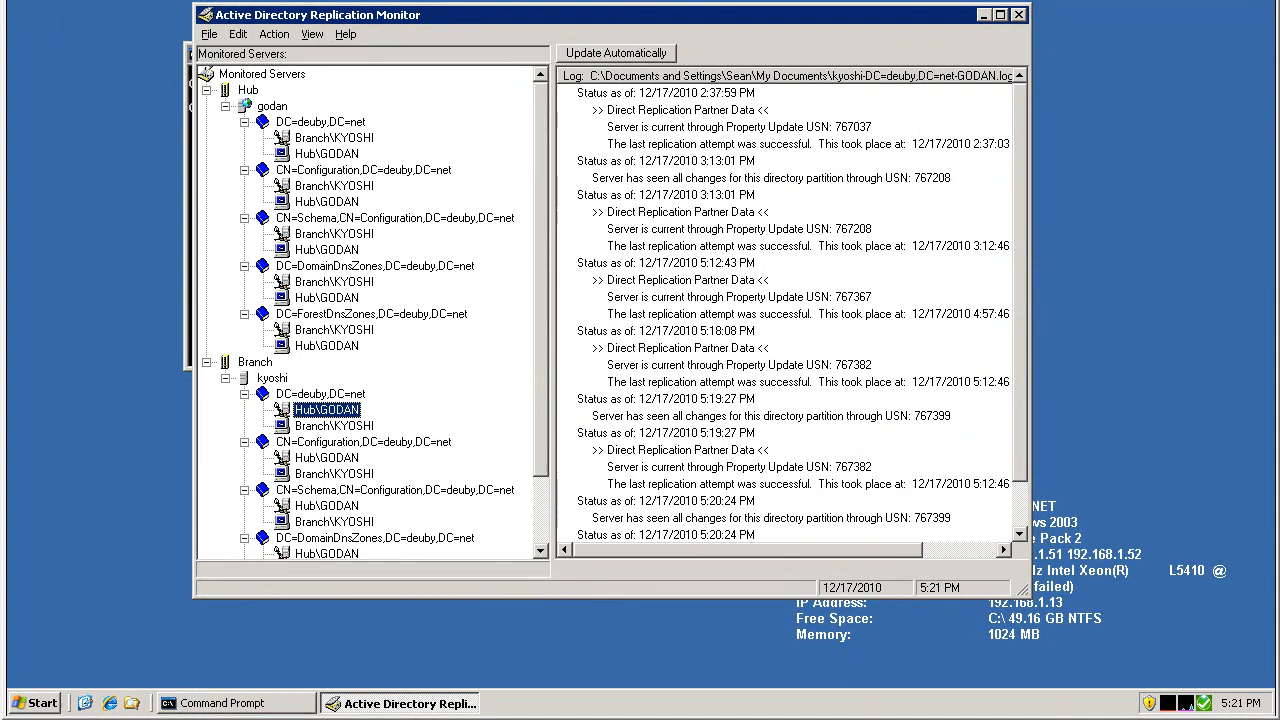 Active Directory Replication Monitor
File Edit Action View Help
Monitored Servers:
Update Automatically
Monitored Servers
Hub
godan
DC=deuby,DC=net
Branch\KYOSHI
Hub\GODAN
CN=Configuration,DC=deuby,DC=net
Branch\KYOSHI
Hub\GODAN
CN=Schema,CN=Configuration,DC=deuby,DC=net
Branch\KYOSHI
Hub\GODAN
DC=DomainDnsZones,DC=deuby,DC=net
Branch\KYOSHI
Hub\GODAN
DC=ForestDnsZones,DC=deuby,DC=net
Branch\KYOSHI
Hub\GODAN
Branch
kyoshi
DC=deuby,DC=net
Hub\GODAN
Branch\KYOSHI
CN=Configuration,DC=deuby,DC=net
Hub\GODAN
Branch\KYOSHI
CN=Schema,CN=Configuration,DC=deuby,DC=net
Hub\GODAN
Branch\KYOSHI
DC=DomainDnsZones,DC=deuby,DC=net
Hub\GODAN
Log: C:\Documents and Settings\Sean\My Documents\kyoshi-DC=deuby,DC=net-GODAN.log
Status as of: 12/17/2010 2:37:59 PM
>> Direct Replication Partner Data <<
Server is current through Property Update USN: 767037
The last replication attempt was successful. This took place at: 12/17/2010 2:37:03
Status as of: 12/17/2010 3:13:01 PM
Server has seen all changes for this directory partition through USN: 767208
Status as of: 12/17/2010 3:13:01 PM
>> Direct Replication Partner Data <<
Server is current through Property Update USN: 767208
The last replication attempt was successful. This took place at: 12/17/2010 3:12:46
Status as of: 12/17/2010 5:12:43 PM
>> Direct Replication Partner Data <<
Server is current through Property Update USN: 767367
The last replication attempt was successful. This took place at: 12/17/2010 4:57:46
Status as of: 12/17/2010 5:18:08 PM
>> Direct Replication Partner Data <<
Server is current through Property Update USN: 767382
The last replication attempt was successful. This took place at: 12/17/2010 5:12:46
Status as of: 12/17/2010 5:19:27 PM
Server has seen all changes for this directory partition through USN: 767399
Status as of: 12/17/2010 5:19:27 PM
>> Direct Replication Partner Data <<
Server is current through Property Update USN: 767382
The last replication attempt was successful. This took place at: 12/17/2010 5:12:46
Status as of: 12/17/2010 5:20:24 PM
Server has seen all changes for this directory partition through USN: 767399
Status as of: 12/17/2010 5:20:24 PM
12/17/2010 5:21 PM
NET
ws 2003
e Pack 2
.1.51 192.168.1.52
Iz Intel Xeon(R) L5410 @
(failed)
IP Address: 192.168.1.13
Free Space: C:\ 49.16 GB NTFS
Memory: 1024 MB
Start
Command Prompt
Active Directory Repli...
5:21 PM